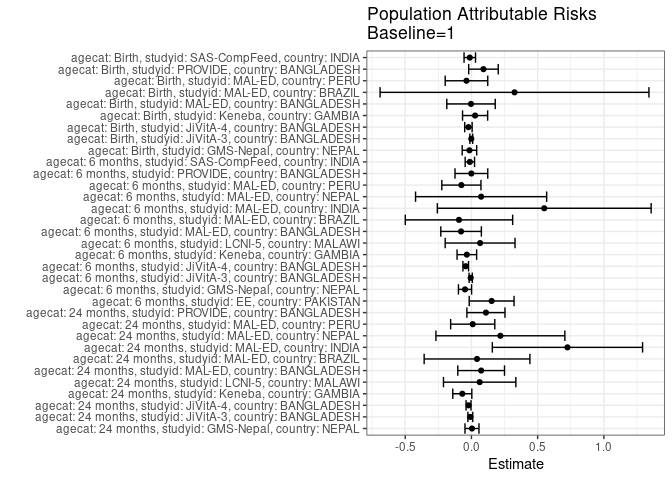 Population Attributable Risks
Baseline=1
agecat: Birth, studyid: SAS-CompFeed, country: INDIA
agecat: Birth, studyid: PROVIDE, country: BANGLADESH
agecat: Birth, studyid: MAL-ED, country: PERU
agecat: Birth, studyid: MAL-ED, country: BRAZIL
agecat: Birth, studyid: MAL-ED, country: BANGLADESH
agecat: Birth, studyid: Keneba, country: GAMBIA
agecat: Birth, studyid: JiVitA-4, country: BANGLADESH
agecat: Birth, studyid: JiVitA-3, country: BANGLADESH
agecat: Birth, studyid: GMS-Nepal, country: NEPAL
agecat: 6 months, studyid: SAS-CompFeed, country: INDIA
agecat: 6 months, studyid: PROVIDE, country: BANGLADESH
agecat: 6 months, studyid: MAL-ED, country: PERU
agecat: 6 months, studyid: MAL-ED, country: NEPAL
agecat: 6 months, studyid: MAL-ED, country: INDIA
agecat: 6 months, studyid: MAL-ED, country: BRAZIL
agecat: 6 months, studyid: MAL-ED, country: BANGLADESH
agecat: 6 months, studyid: LCNI-5, country: MALAWI
agecat: 6 months, studyid: Keneba, country: GAMBIA
agecat: 6 months, studyid: JiVitA-4, country: BANGLADESH
agecat: 6 months, studyid: JiVitA-3, country: BANGLADESH
agecat: 6 months, studyid: GMS-Nepal, country: NEPAL
agecat: 6 months, studyid: EE, country: PAKISTAN
agecat: 24 months, studyid: PROVIDE, country: BANGLADESH
agecat: 24 months, studyid: MAL-ED, country: PERU
agecat: 24 months, studyid: MAL-ED, country: NEPAL
agecat: 24 months, studyid: MAL-ED, country: INDIA
agecat: 24 months, studyid: MAL-ED, country: BRAZIL
agecat: 24 months, studyid: MAL-ED, country: BANGLADESH
agecat: 24 months, studyid: LCNI-5, country: MALAWI
agecat: 24 months, studyid: Keneba, country: GAMBIA
agecat: 24 months, studyid: JiVitA-4, country: BANGLADESH
agecat: 24 months, studyid: JiVitA-3, country: BANGLADESH
agecat: 24 months, studyid: GMS-Nepal, country: NEPAL
-0.5 0.0 0.5 1.0
Estimate